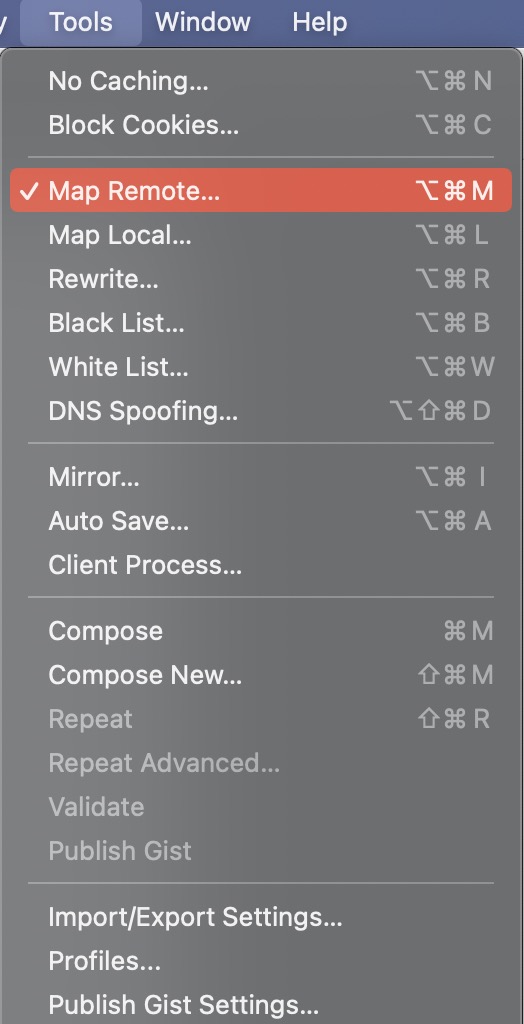 y Tools Window Help
No Caching... ⌥⌘N
Block Cookies... ⌥⌘C
✓ Map Remote... ⌥⌘M
Map Local... ⌥⌘L
Rewrite... ⌥⌘R
Black List... ⌥⌘B
White List... ⌥⌘W
DNS Spoofing... ⌥⇧⌘D
Mirror... ⌥⌘I
Auto Save... ⌥⌘A
Client Process...
Compose ⌘M
Compose New... ⇧⌘M
Repeat ⇧⌘R
Repeat Advanced...
Validate
Publish Gist
Import/Export Settings...
Profiles...
Publish Gist Settings...